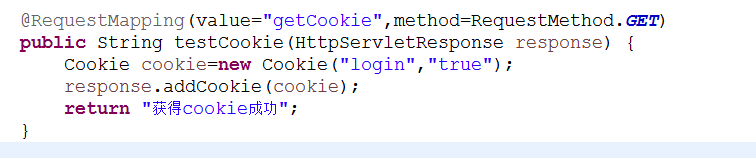 @RequestMapping(value="getCookie",method=RequestMethod.GET)
public String testCookie(HttpServletResponse response) {
    Cookie cookie=new Cookie("login","true");
    response.addCookie(cookie);
    return "获得cookie成功";
}